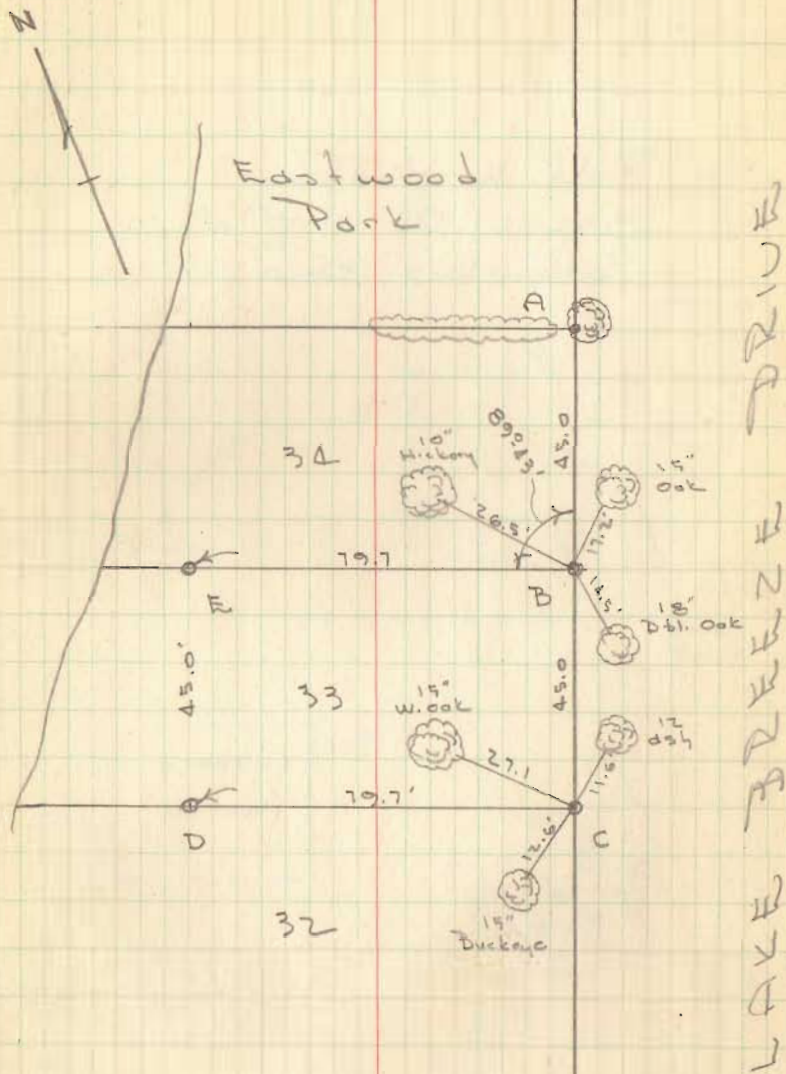 N
Eastwood
Park
A
34
10"
Hickory
89°43'
45.0
15"
Oak
26.5'
17.2'
79.7
E
B
14.5'
18"
Dbl. Oak
45.0'
33
15"
W. oak
45.0
12
ash
27.1
11.6'
79.7'
D
C
12.6'
32
15"
Buckeye
LAKE BREEZE DRIVE